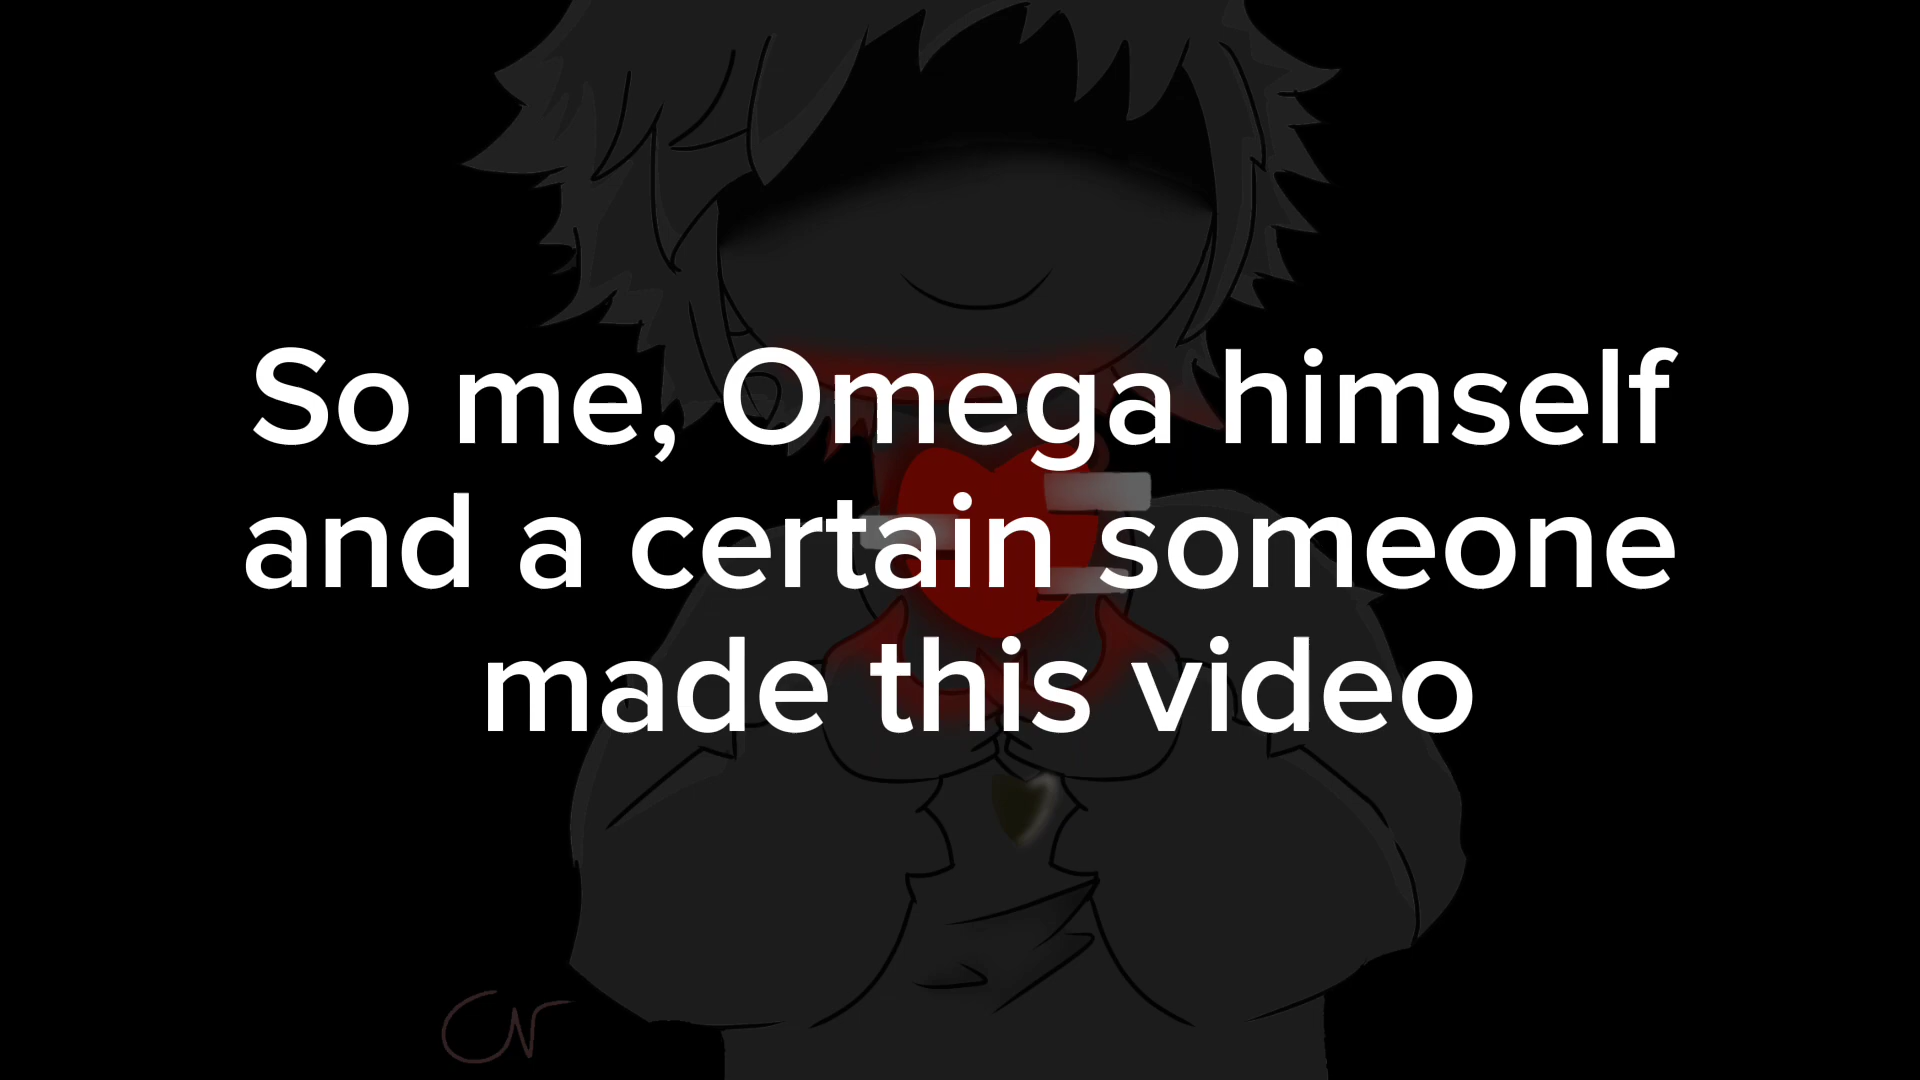 So me, Omega himself
and a certain someone
made this video